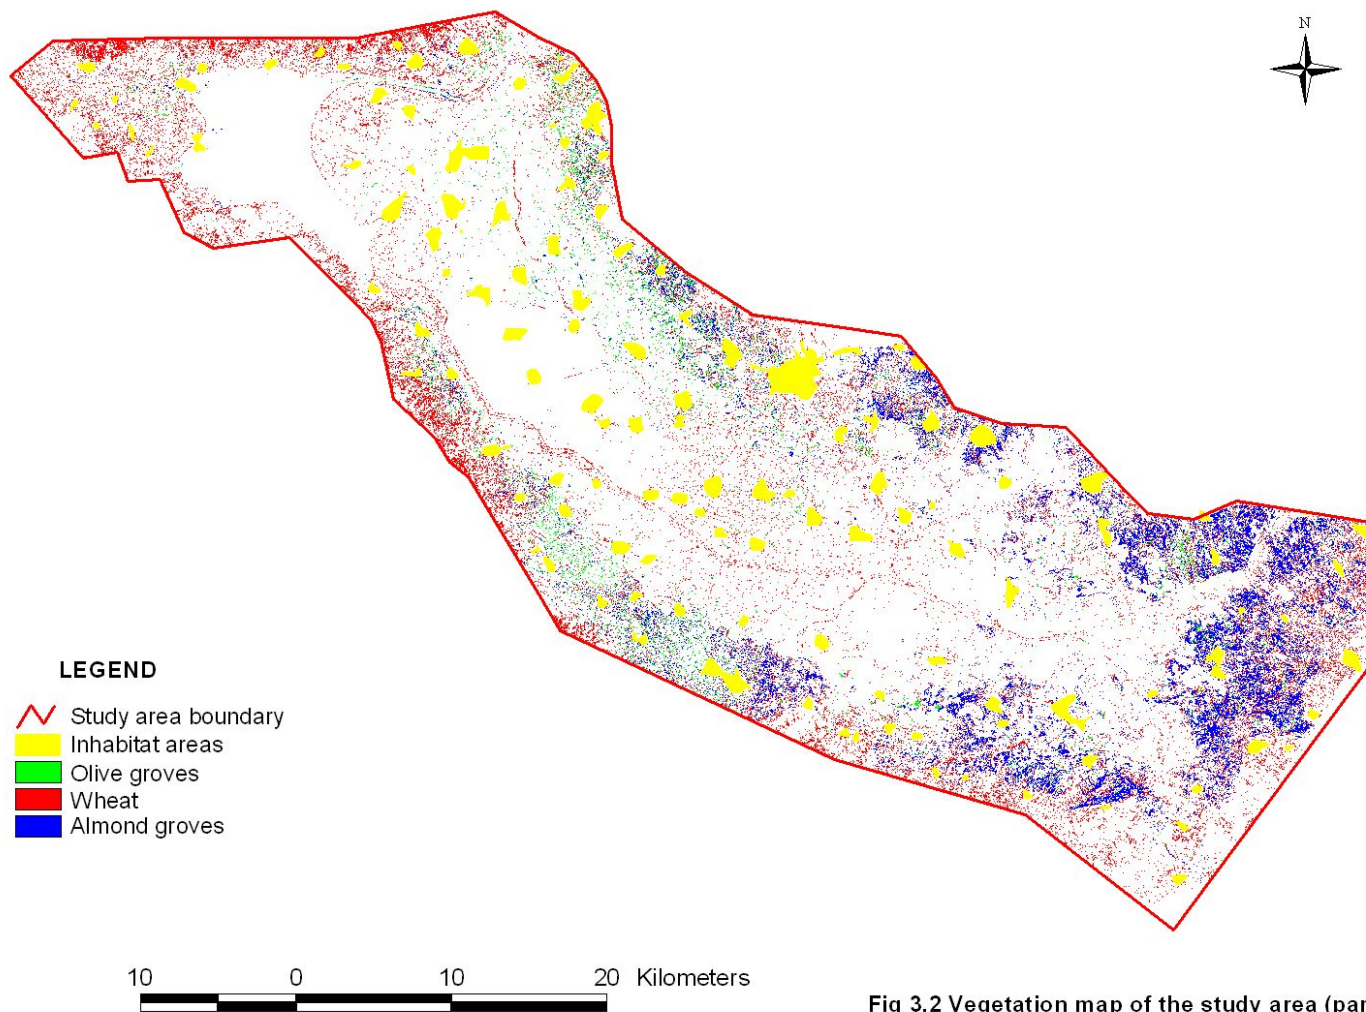 N
LEGEND
Study area boundary
Inhabitat areas
Olive groves
Wheat
Almond groves
10 0 10 20 Kilometers
Fig 3.2 Vegetation map of the study area (par